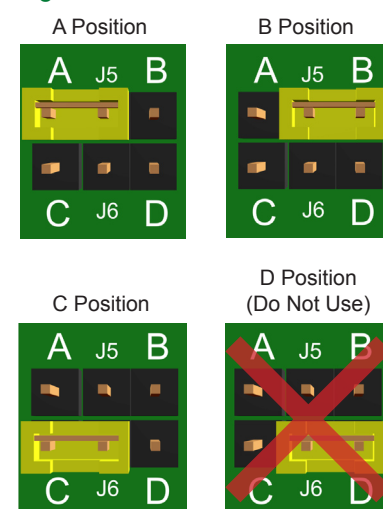 A Position
B Position
A J5 B
C J6 D
A J5 B
C J6 D
C Position
D Position
(Do Not Use)
A J5 B
C J6 D
A J5 B
C J6 D